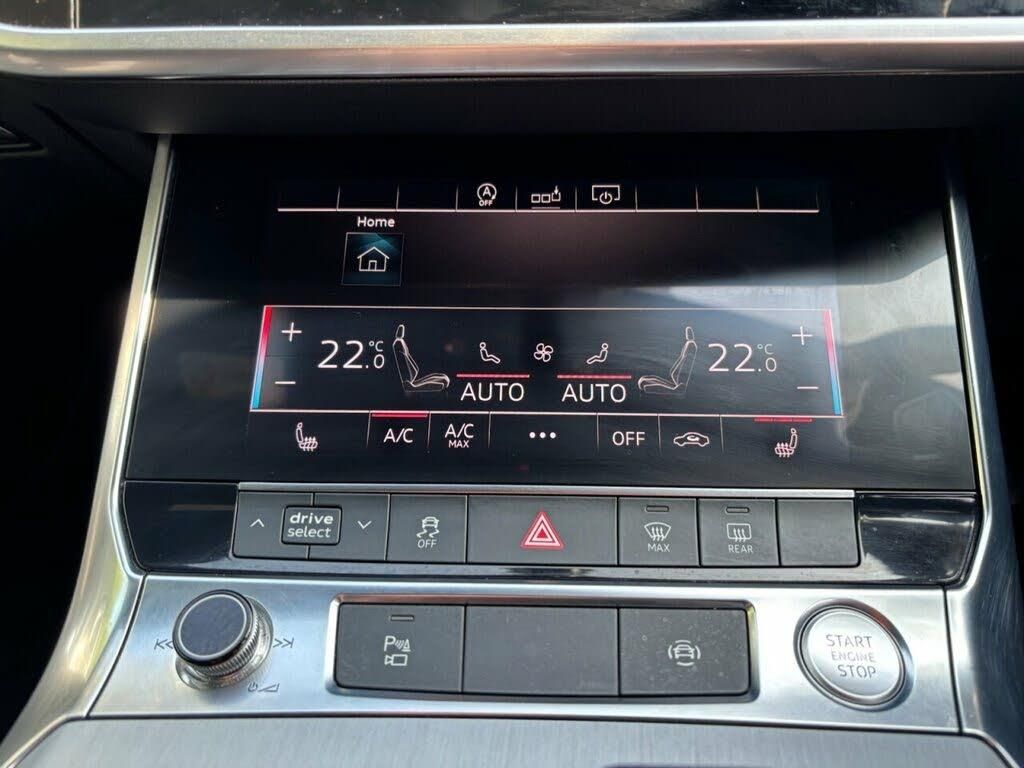 A
OFF
Home
+ 22.0 °C
AUTO
AUTO
22.0 °C +
−
−
A/C
A/C
MAX
•••
OFF
drive
select
OFF
MAX
REAR
P
START
ENGINE
STOP